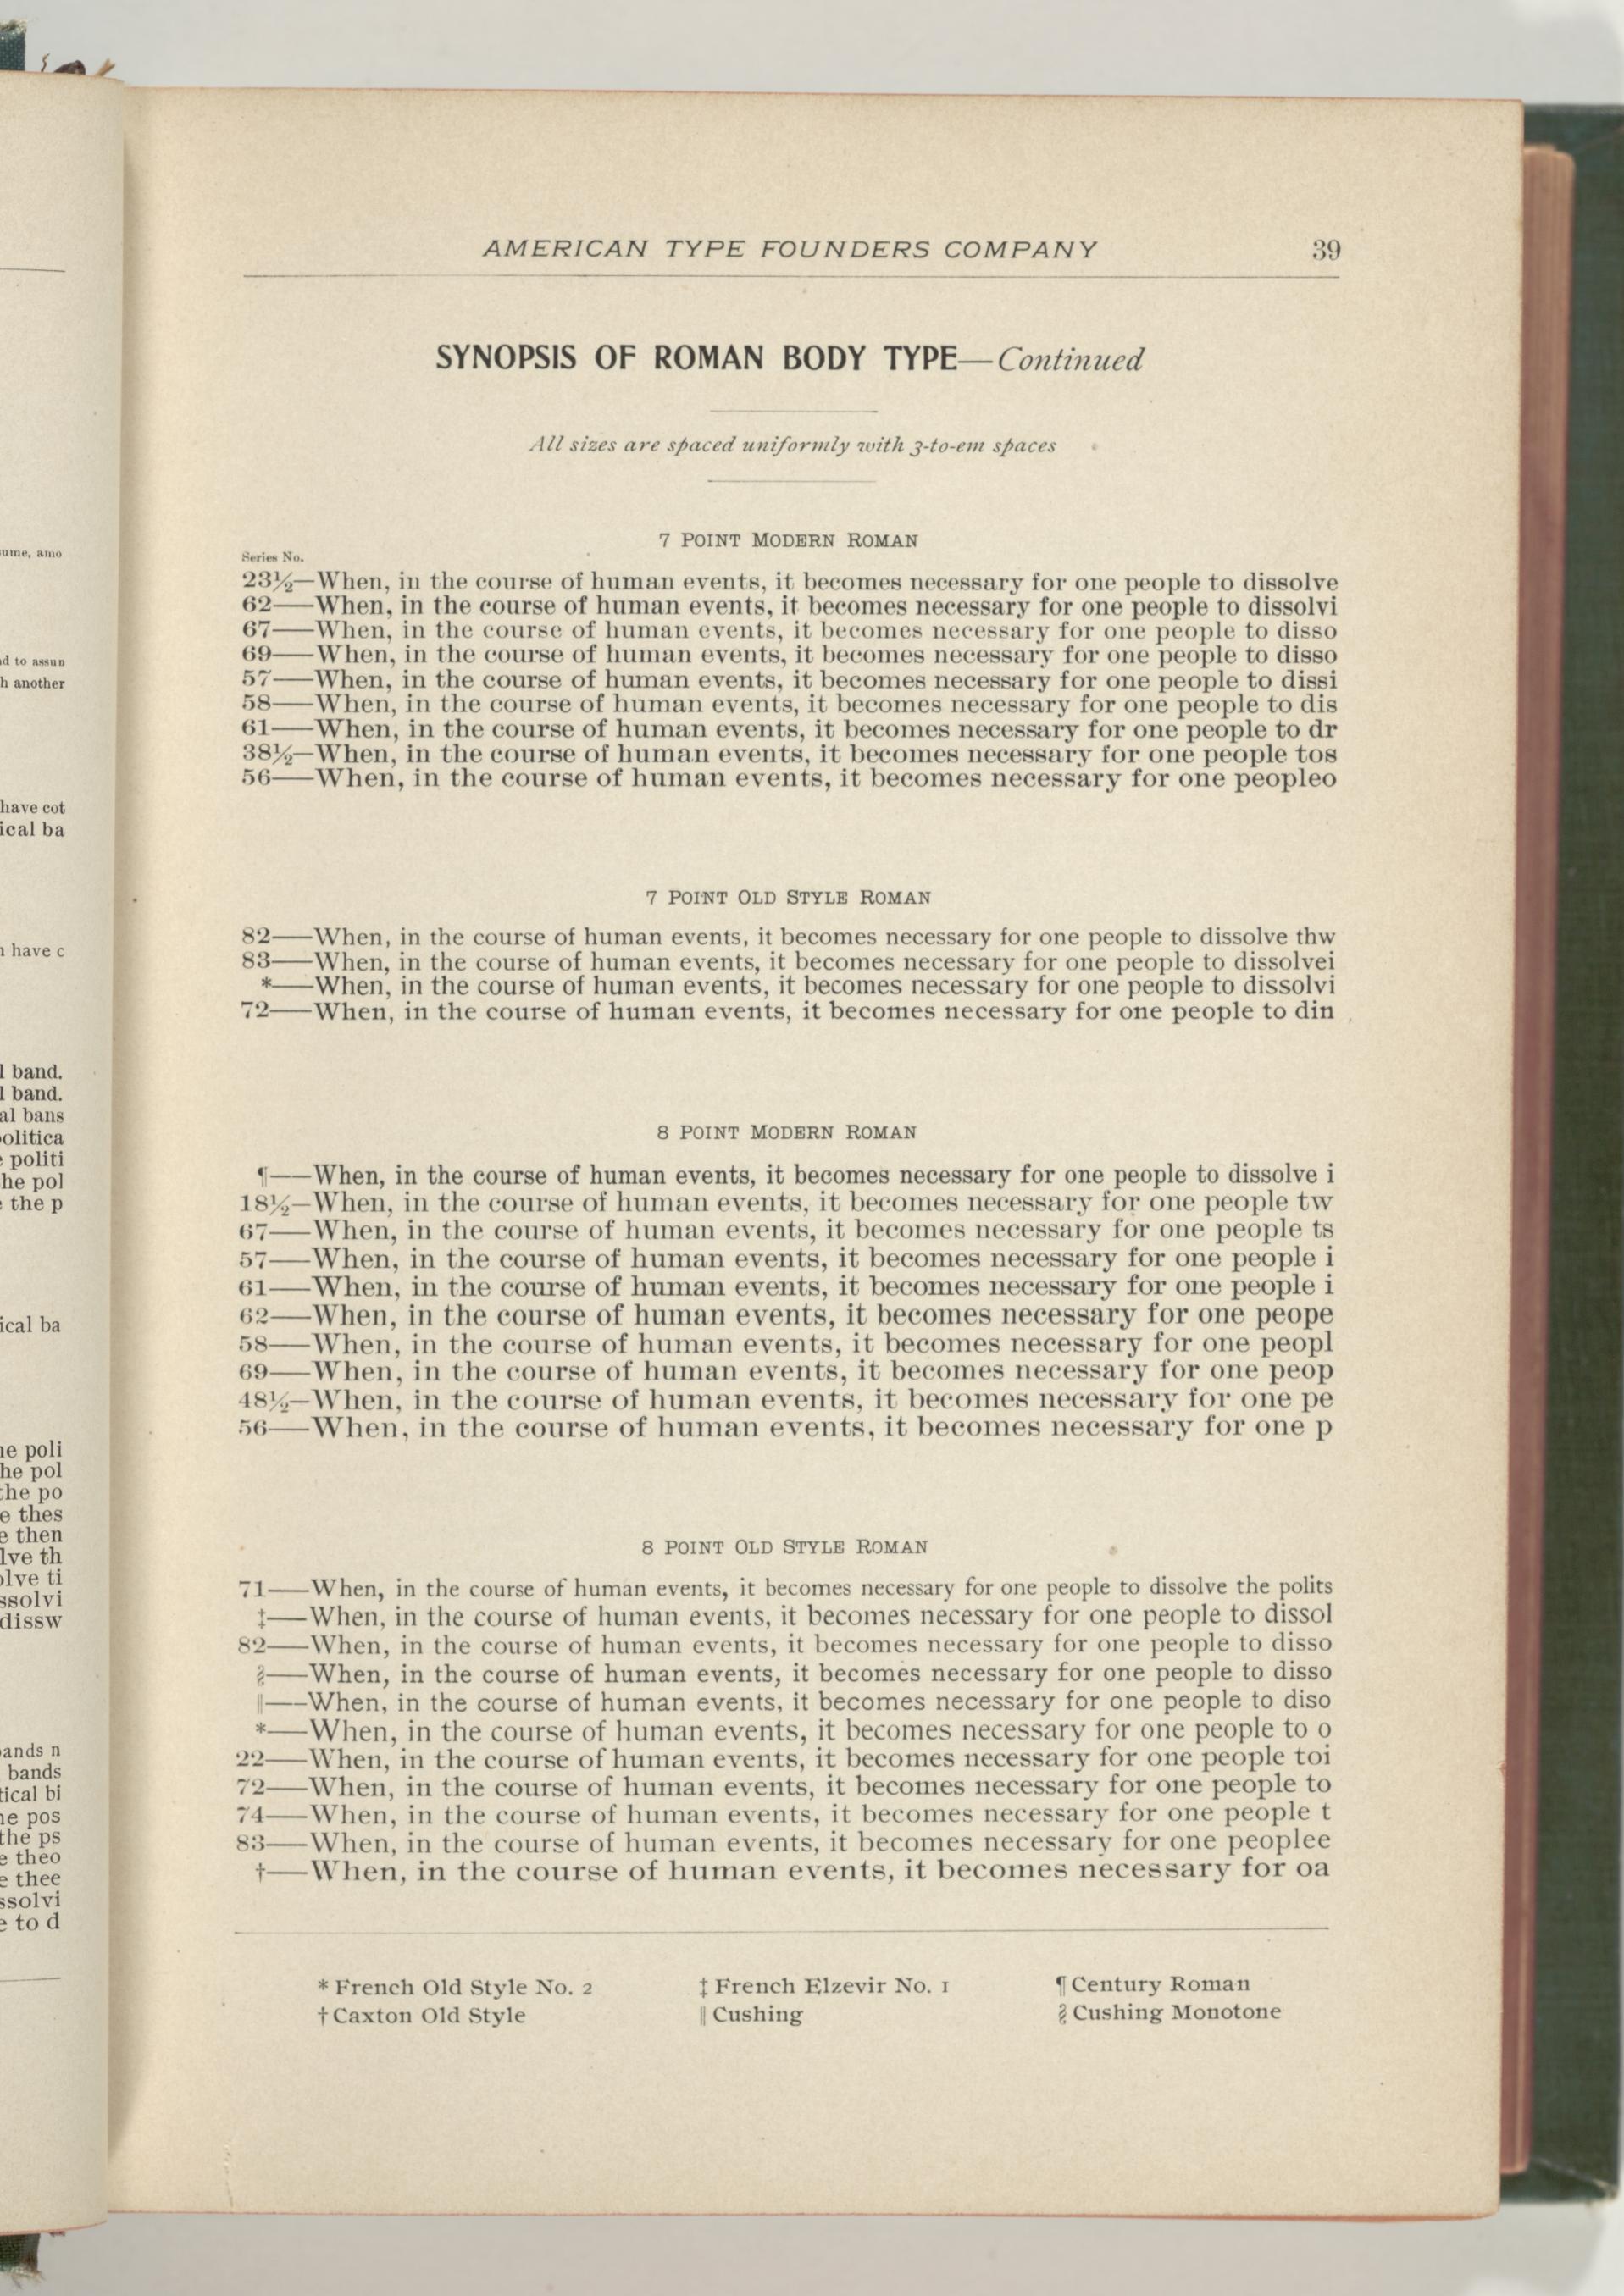 AMERICAN TYPE FOUNDERS COMPANY 39
SYNOPSIS OF ROMAN BODY TYPE—Continued
All sizes are spaced uniformly with 3-to-em spaces
7 POINT MODERN ROMAN
Series No.
23½—When, in the course of human events, it becomes necessary for one people to dissolve
62—When, in the course of human events, it becomes necessary for one people to dissolvi
67—When, in the course of human events, it becomes necessary for one people to disso
69—When, in the course of human events, it becomes necessary for one people to disso
57—When, in the course of human events, it becomes necessary for one people to dissi
58—When, in the course of human events, it becomes necessary for one people to dis
61—When, in the course of human events, it becomes necessary for one people to dr
38½—When, in the course of human events, it becomes necessary for one people tos
56—When, in the course of human events, it becomes necessary for one peopleo
7 POINT OLD STYLE ROMAN
82—When, in the course of human events, it becomes necessary for one people to dissolve thw
83—When, in the course of human events, it becomes necessary for one people to dissolvei
*—When, in the course of human events, it becomes necessary for one people to dissolvi
72—When, in the course of human events, it becomes necessary for one people to din
8 POINT MODERN ROMAN
¶—When, in the course of human events, it becomes necessary for one people to dissolve i
18½—When, in the course of human events, it becomes necessary for one people tw
67—When, in the course of human events, it becomes necessary for one people ts
57—When, in the course of human events, it becomes necessary for one people i
61—When, in the course of human events, it becomes necessary for one people i
62—When, in the course of human events, it becomes necessary for one peope
58—When, in the course of human events, it becomes necessary for one peopl
69—When, in the course of human events, it becomes necessary for one peop
48½—When, in the course of human events, it becomes necessary for one pe
56—When, in the course of human events, it becomes necessary for one p
8 POINT OLD STYLE ROMAN
71—When, in the course of human events, it becomes necessary for one people to dissolve the polits
‡—When, in the course of human events, it becomes necessary for one people to dissol
82—When, in the course of human events, it becomes necessary for one people to disso
§—When, in the course of human events, it becomes necessary for one people to disso
‖—When, in the course of human events, it becomes necessary for one people to diso
*—When, in the course of human events, it becomes necessary for one people to o
22—When, in the course of human events, it becomes necessary for one people toi
72—When, in the course of human events, it becomes necessary for one people to
74—When, in the course of human events, it becomes necessary for one people t
83—When, in the course of human events, it becomes necessary for one peoplee
†—When, in the course of human events, it becomes necessary for oa
* French Old Style No. 2 ‡ French Elzevir No. 1 ¶ Century Roman
† Caxton Old Style ‖ Cushing § Cushing Monotone